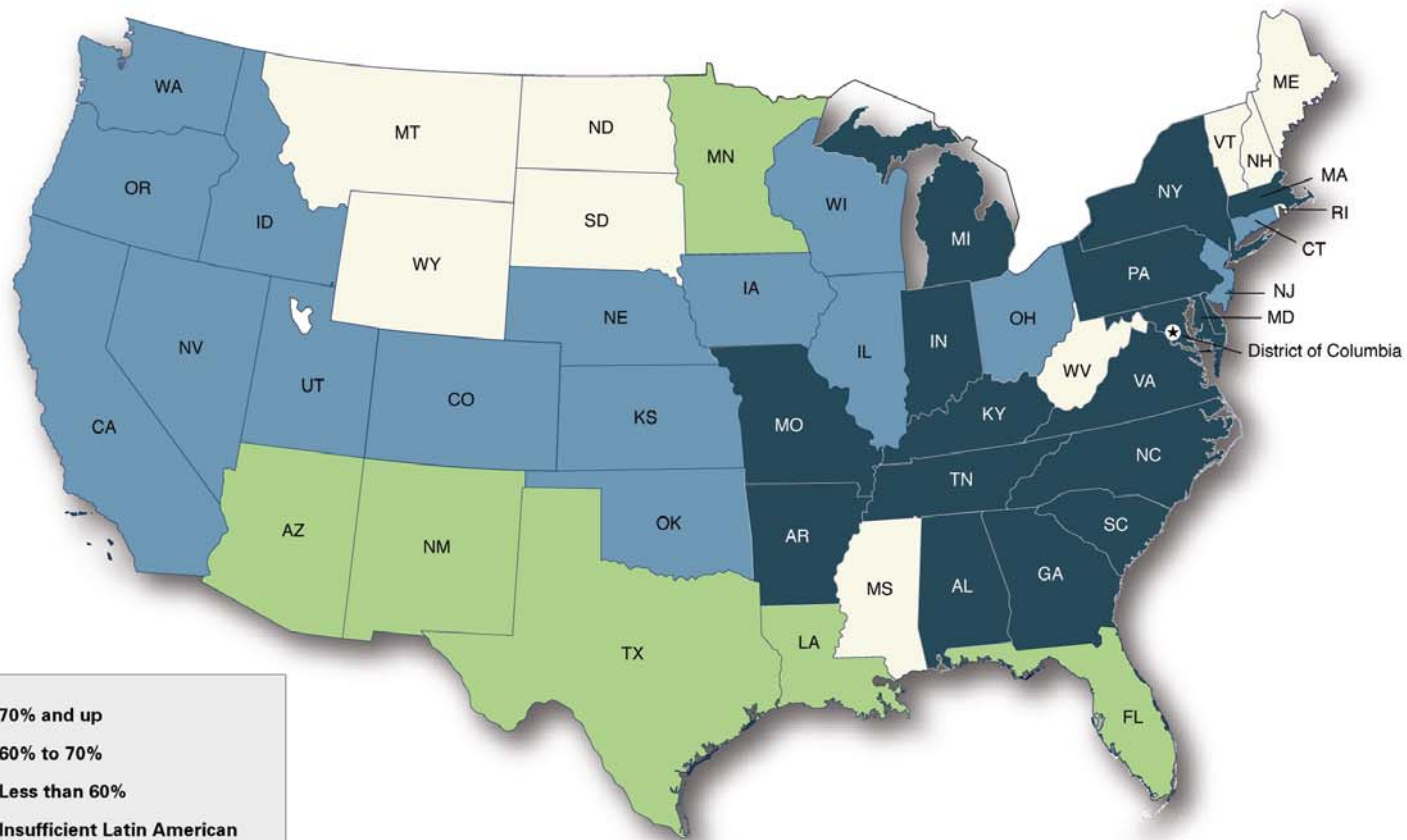 WA
MT
ND
MN
ME
VT
NH
OR
ID
SD
WI
MI
NY
MA
RI
CT
WY
PA
NJ
MD
IA
NE
OH
IN
IL
District of Columbia
NV
UT
CO
WV
VA
KS
MO
KY
CA
NC
TN
OK
AR
SC
AZ
NM
MS
AL
GA
TX
LA
FL
70% and up
60% to 70%
Less than 60%
Insufficient Latin American